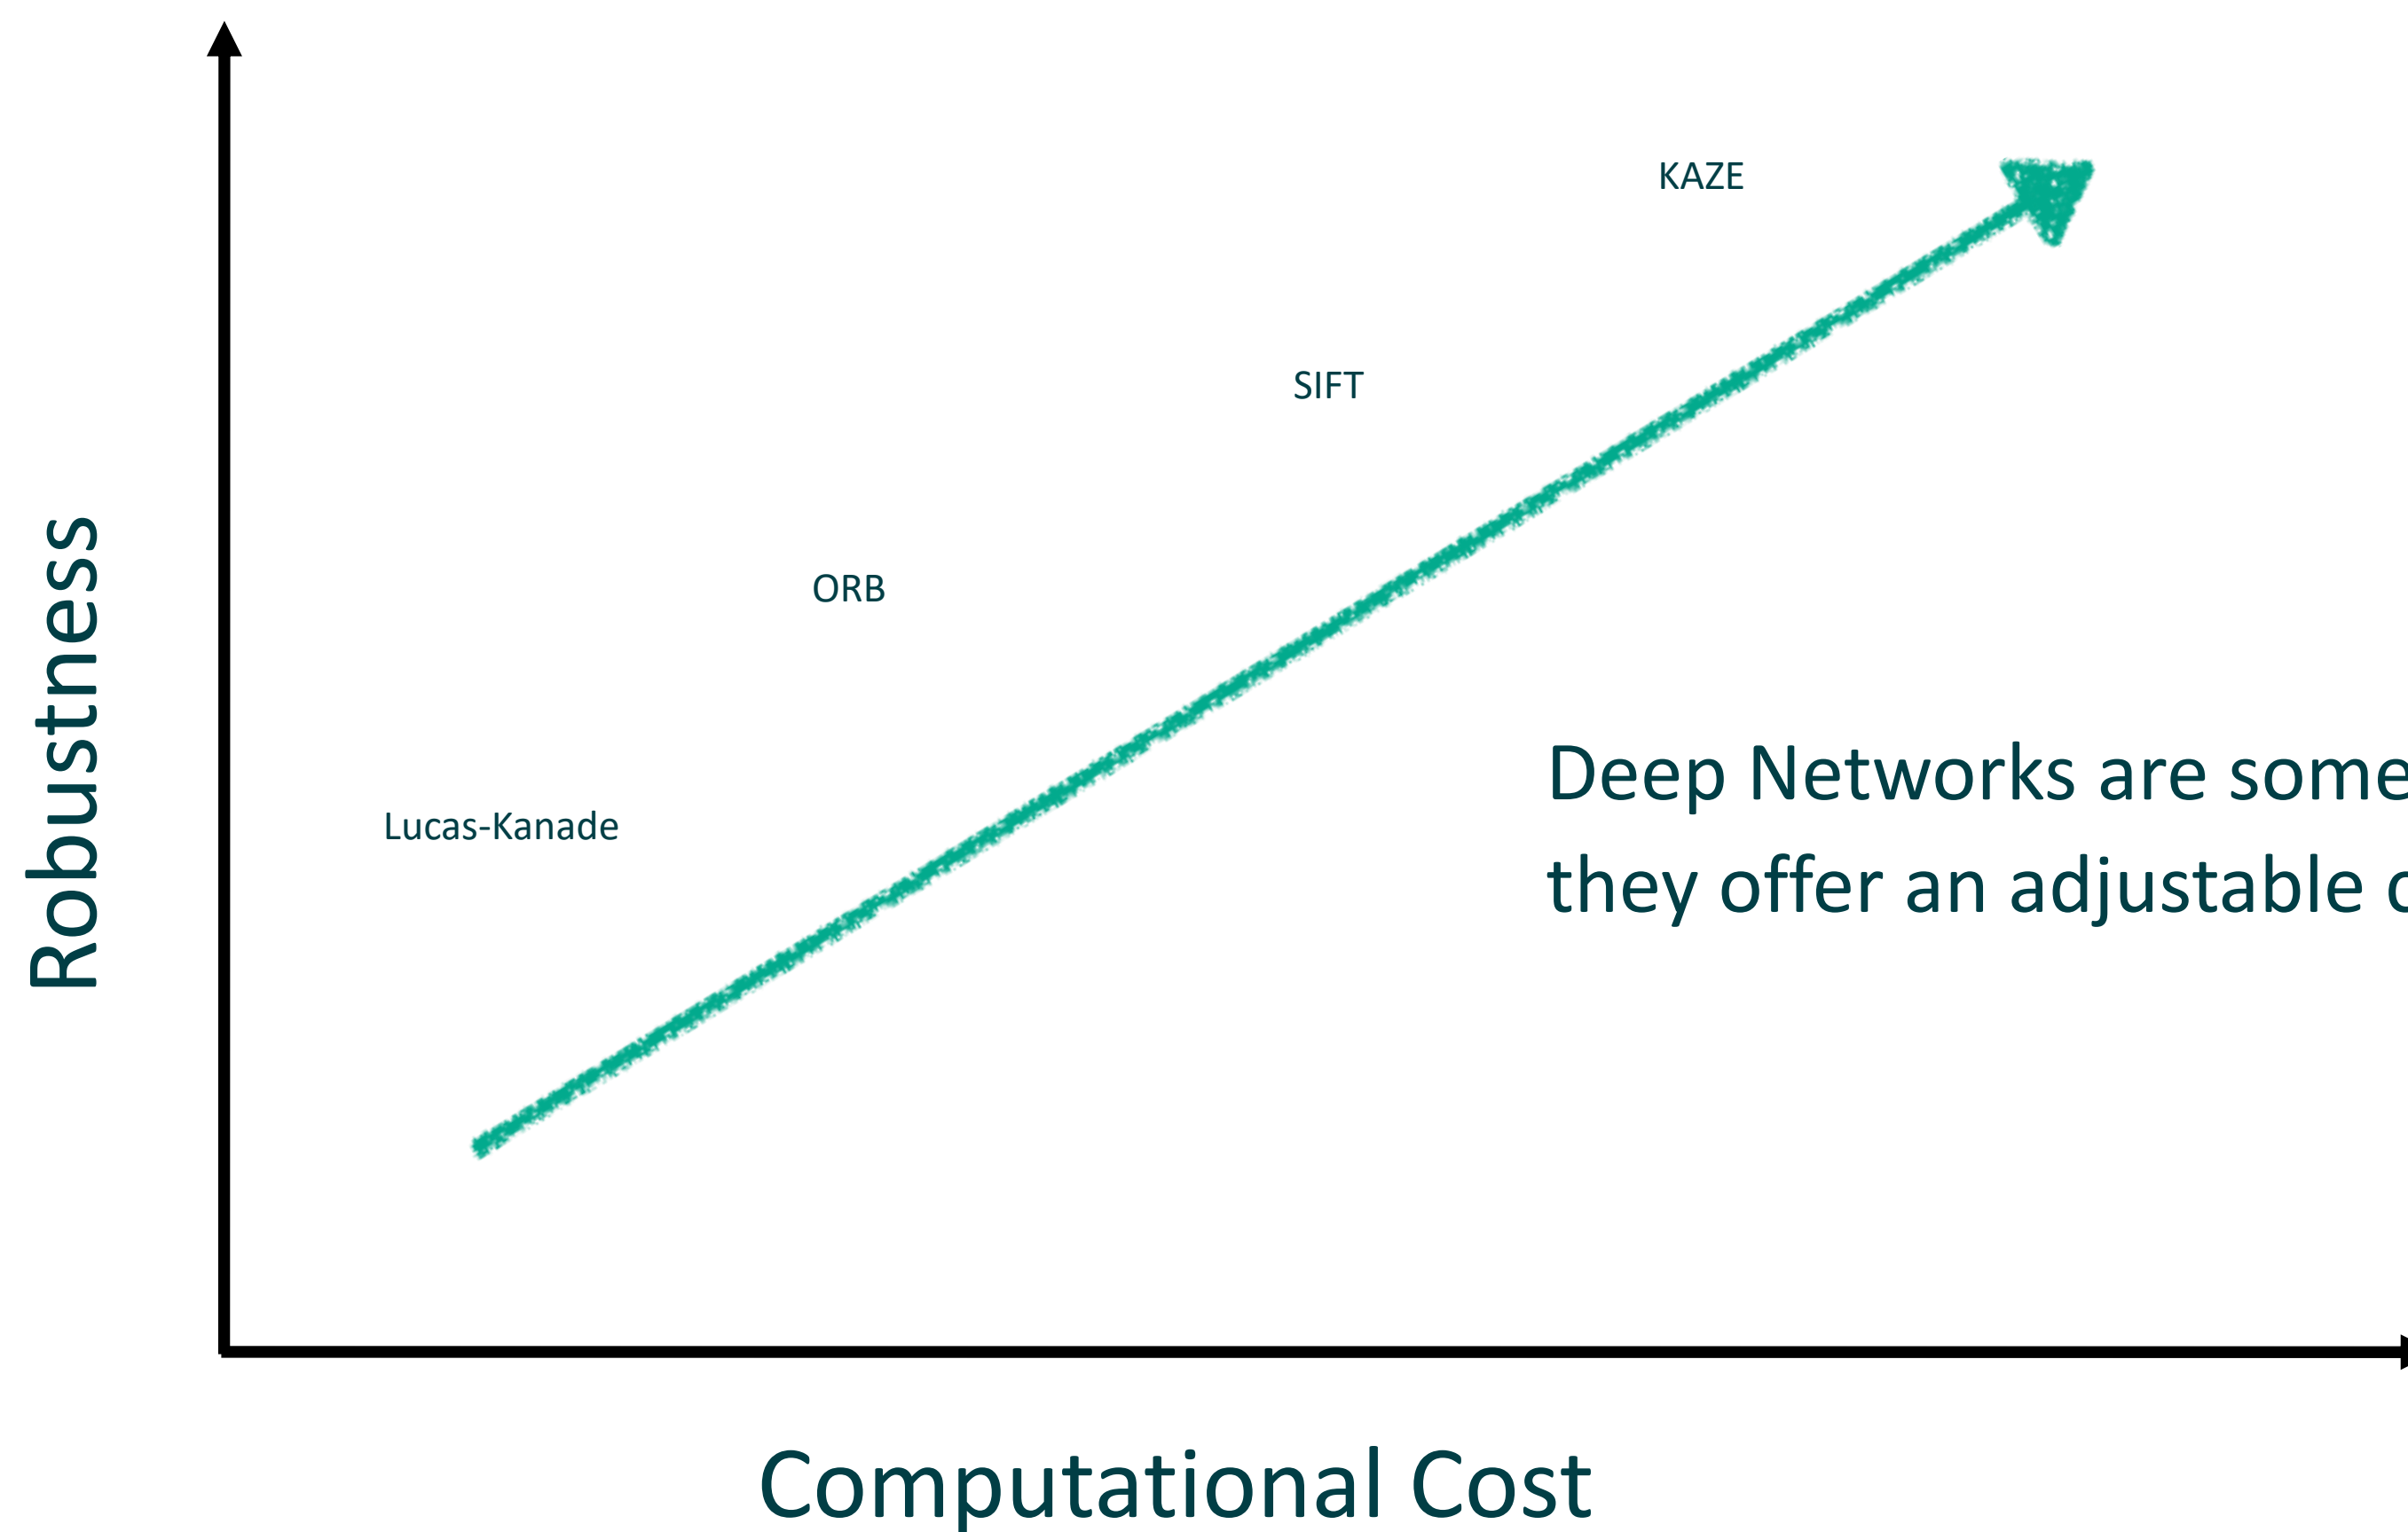 Robustness
KAZE
SIFT
ORB
Lucas-Kanade
Deep Networks are some
they offer an adjustable
Computational Cost